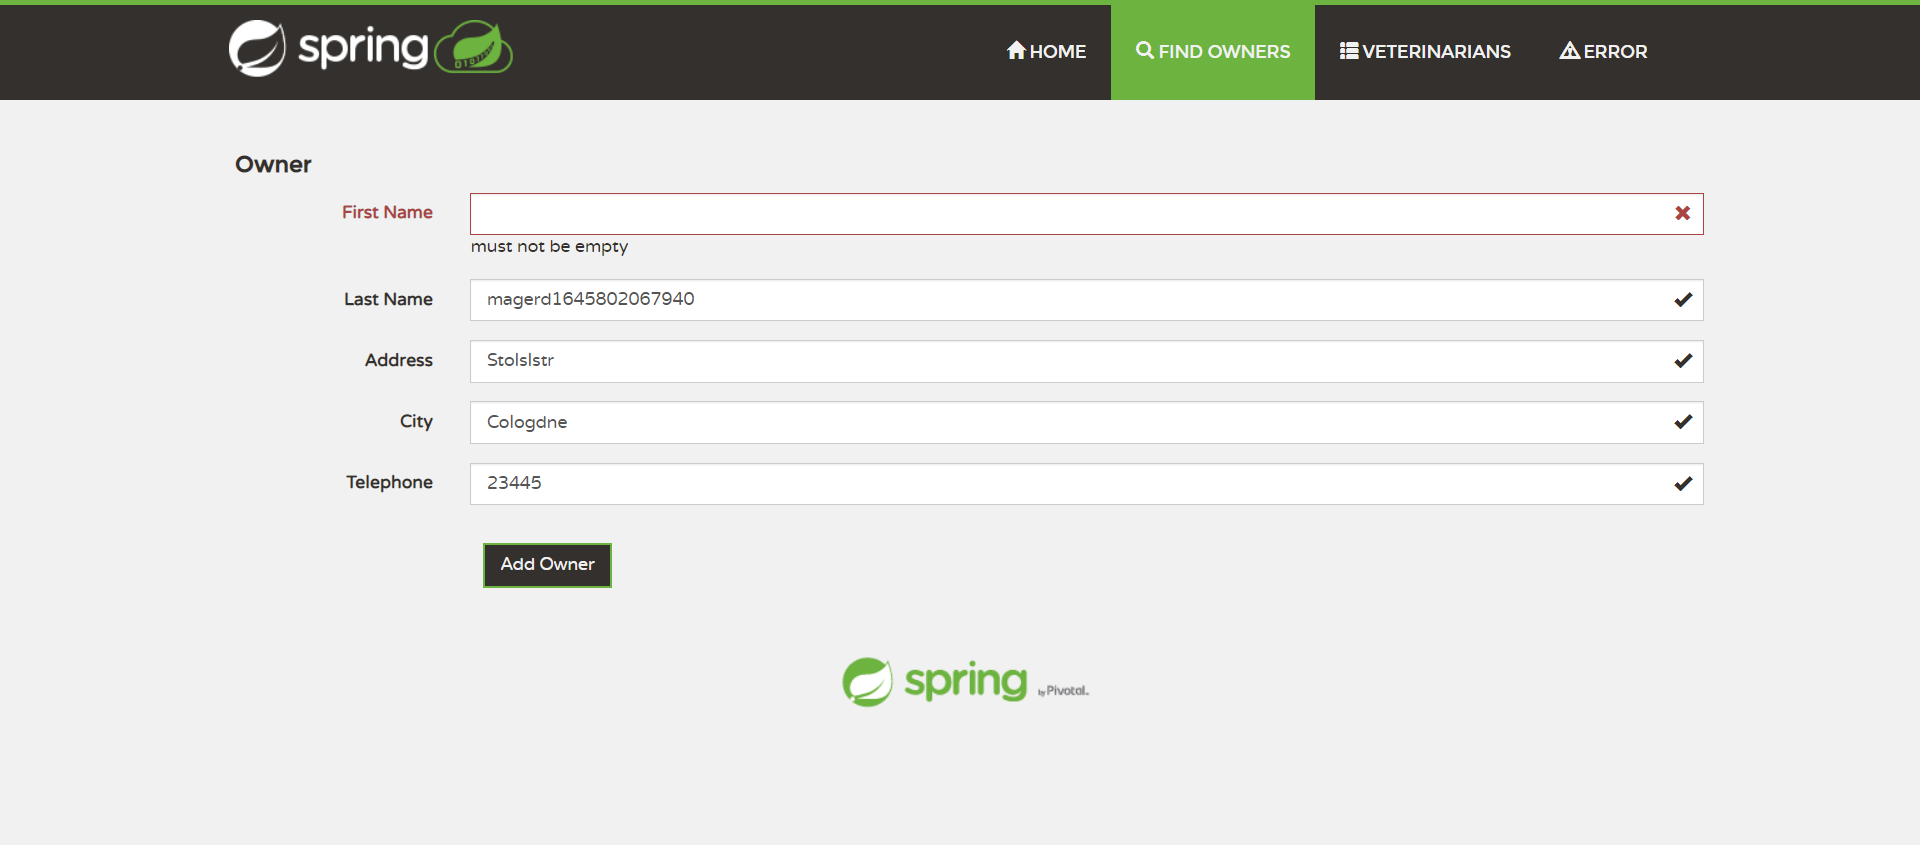 spring
HOME
FIND OWNERS
VETERINARIANS
ERROR
Owner
First Name
must not be empty
Last Name magerd1645802067940
Address Stolslstr
City Cologdne
Telephone 23445
Add Owner
spring by Pivotal